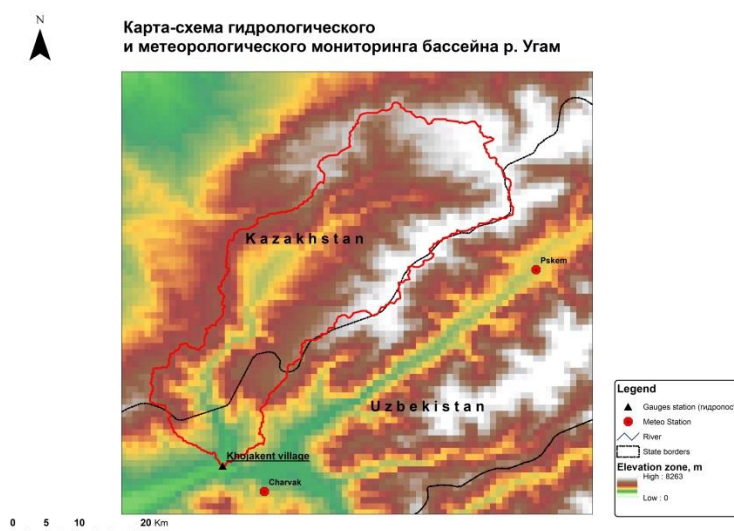 N
Карта-схема гидрологического
и метеорологического мониторинга бассейна р. Угам
Kazakhstan
Pskem
Uzbekistan
Khojakent village
Charvak
Legend
Gauges station (гидропост
Meteo Station
River
State borders
Elevation zone, m
High : 8263
Low : 0
0 5 10 20 Km